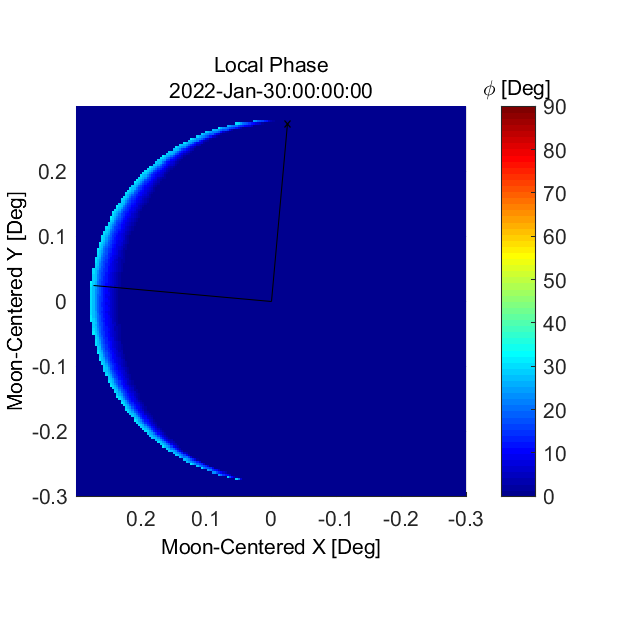 Local Phase
2022-Jan-30:00:00:00:00
ϕ [Deg]
90
80
70
60
50
40
30
20
10
0
Moon-Centered Y [Deg]
0.2
0.1
0
-0.1
-0.2
-0.3
0.2 0.1 0 -0.1 -0.2 -0.3
Moon-Centered X [Deg]